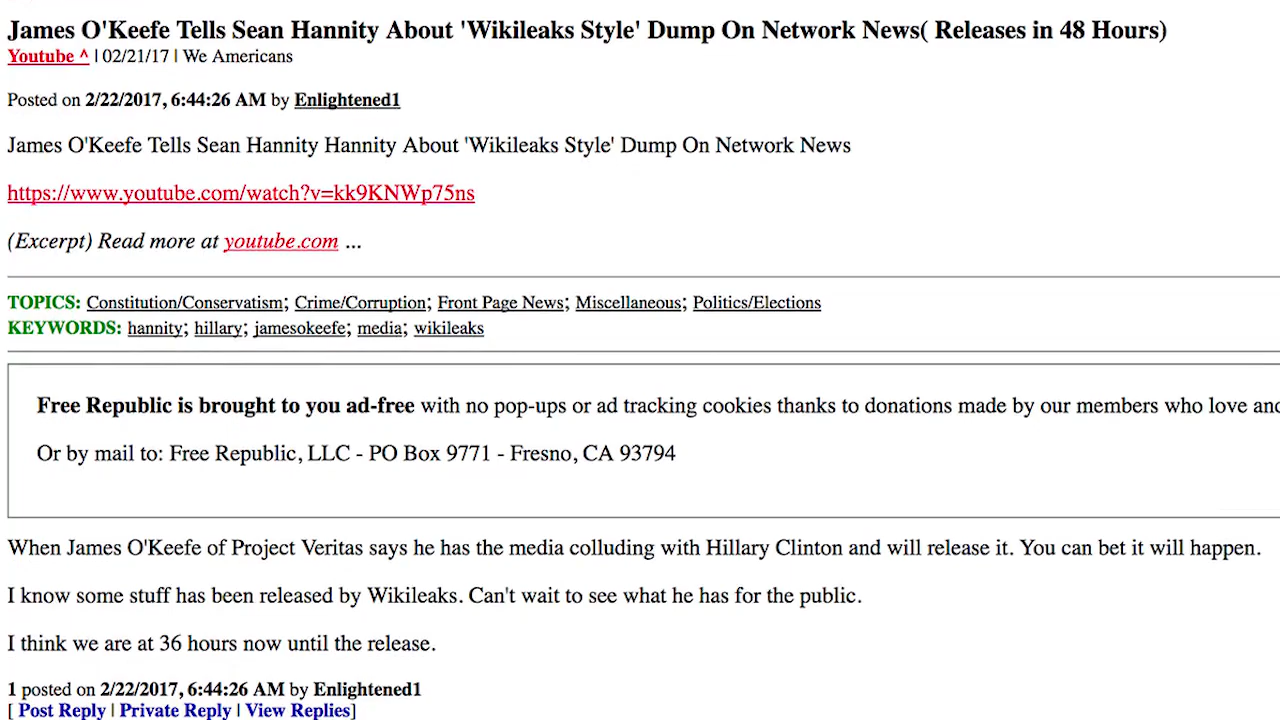 James O'Keefe Tells Sean Hannity About 'Wikileaks Style' Dump On Network News( Releases in 48 Hours)
Youtube ^ | 02/21/17 | We Americans
Posted on 2/22/2017, 6:44:26 AM by Enlightened1
James O'Keefe Tells Sean Hannity Hannity About 'Wikileaks Style' Dump On Network News
https://www.youtube.com/watch?v=kk9KNWp75ns
(Excerpt) Read more at youtube.com ...
TOPICS: Constitution/Conservatism; Crime/Corruption; Front Page News; Miscellaneous; Politics/Elections
KEYWORDS: hannity; hillary; jamesokeefe; media; wikileaks
Free Republic is brought to you ad-free with no pop-ups or ad tracking cookies thanks to donations made by our members who love and
Or by mail to: Free Republic, LLC - PO Box 9771 - Fresno, CA 93794
When James O'Keefe of Project Veritas says he has the media colluding with Hillary Clinton and will release it. You can bet it will happen.
I know some stuff has been released by Wikileaks. Can't wait to see what he has for the public.
I think we are at 36 hours now until the release.
1 posted on 2/22/2017, 6:44:26 AM by Enlightened1
[ Post Reply | Private Reply | View Replies]